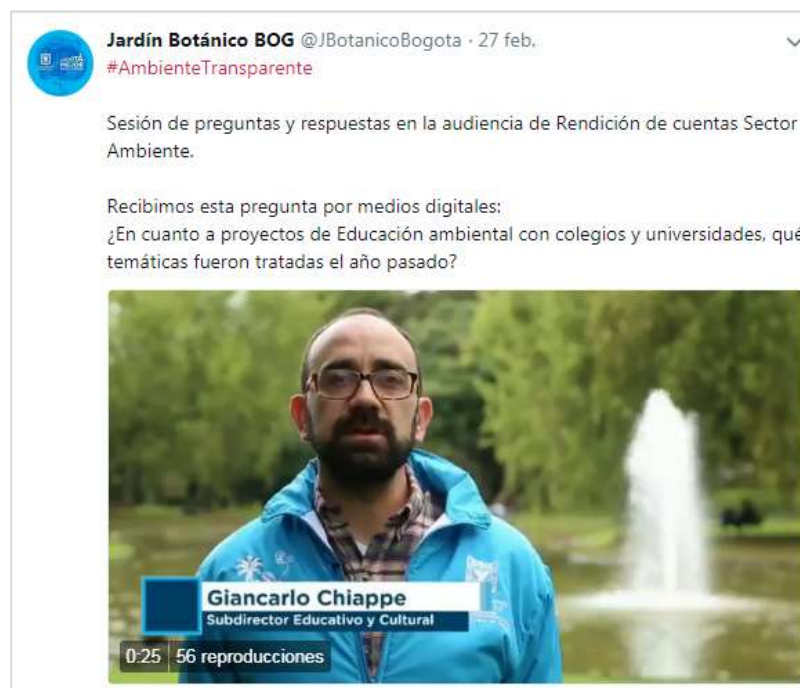 Jardín Botánico BOG @JBotanicoBogota · 27 feb.
#AmbienteTransparente
Sesión de preguntas y respuestas en la audiencia de Rendición de cuentas Sector
Ambiente.
Recibimos esta pregunta por medios digitales:
¿En cuanto a proyectos de Educación ambiental con colegios y universidades, qué
temáticas fueron tratadas el año pasado?
Giancarlo Chiappe
Subdirector Educativo y Cultural
0:25 56 reproducciones